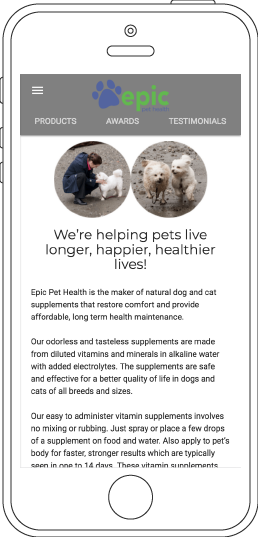 epic
pet health
PRODUCTS AWARDS TESTIMONIALS
We're helping pets live
longer, happier, healthier
lives!
Epic Pet Health is the maker of natural dog and cat
supplements that restore comfort and provide
affordable, long term health maintenance.
Our odorless and tasteless supplements are made
from diluted vitamins and minerals in alkaline water
with added electrolytes. The supplements are safe
and effective for a better quality of life in dogs and
cats of all breeds and sizes.
Our easy to administer vitamin supplements involves
no mixing or rubbing. Just spray or place a few drops
of a supplement on food and water. Also apply to pet's
body for faster, stronger results which are typically
seen in one to 14 days. These vitamin supplements